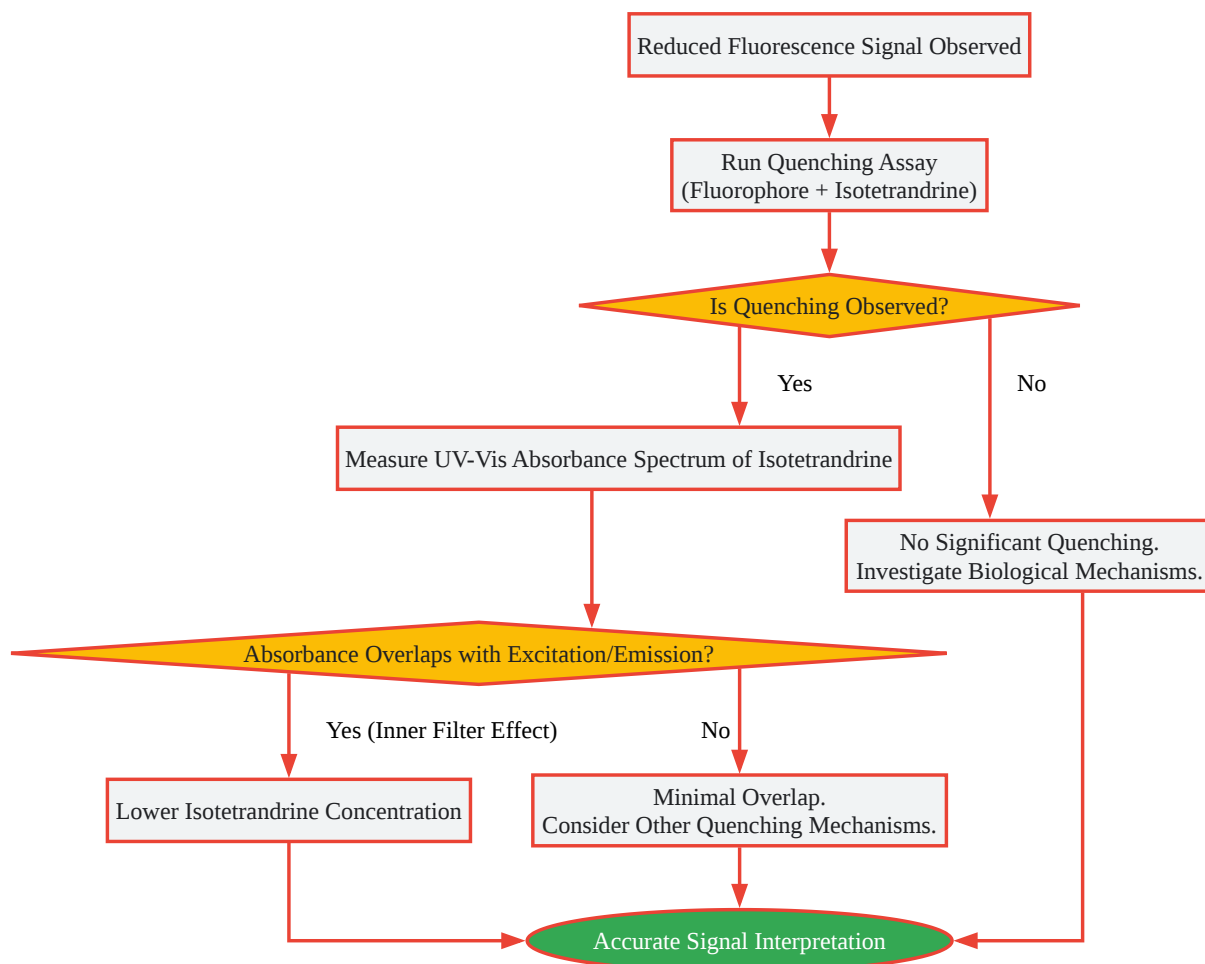 Reduced Fluorescence Signal Observed
Run Quenching Assay
(Fluorophore + Isotetrandrine)
Is Quenching Observed?
Yes
No
Measure UV-Vis Absorbance Spectrum of Isotetrandrine
No Significant Quenching.
Investigate Biological Mechanisms.
Absorbance Overlaps with Excitation/Emission?
Yes (Inner Filter Effect)
No
Lower Isotetrandrine Concentration
Minimal Overlap.
Consider Other Quenching Mechanisms.
Accurate Signal Interpretation